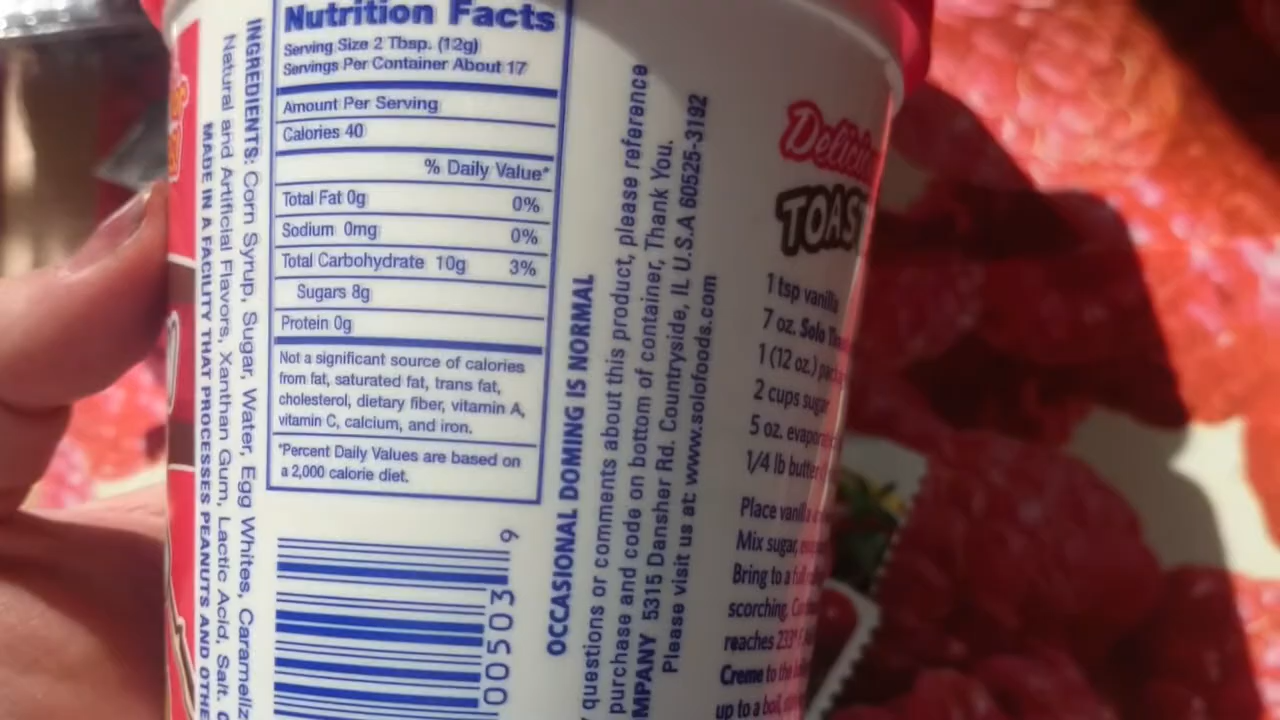 Nutrition Facts
Serving Size 2 Tbsp. (12g)
Servings Per Container About 17
Amount Per Serving
Calories 40
% Daily Value*
Total Fat 0g 0%
Sodium 0mg 0%
Total Carbohydrate 10g 3%
Sugars 8g
Protein 0g
Not a significant source of calories
from fat, saturated fat, trans fat,
cholesterol, dietary fiber, vitamin A,
vitamin C, calcium, and iron.
*Percent Daily Values are based on
a 2,000 calorie diet.
INGREDIENTS: Corn Syrup, Sugar, Water, Egg Whites, Carameliz
Natural and Artificial Flavors, Xanthan Gum, Lactic Acid, Salt.
MADE IN A FACILITY THAT PROCESSES PEANUTS AND OTHE
00503 9
OCCASIONAL DOMING IS NORMAL
questions or comments about this product, please reference
purchase and code on bottom of container, Thank You.
MPANY 5315 Dansher Rd. Countryside, IL U.S.A 60525-3192
Please visit us at www.solofoods.com
Delicio
TOAS
1 tsp vanilla
7 oz. Solo
1 (12 oz.)
2 cups sugar
5 oz. evapor
1/4 lb butter
Place vanill
Mix sugar,
Bring to a
scorching.
reaches 233°
Creme to the
up to a boil,